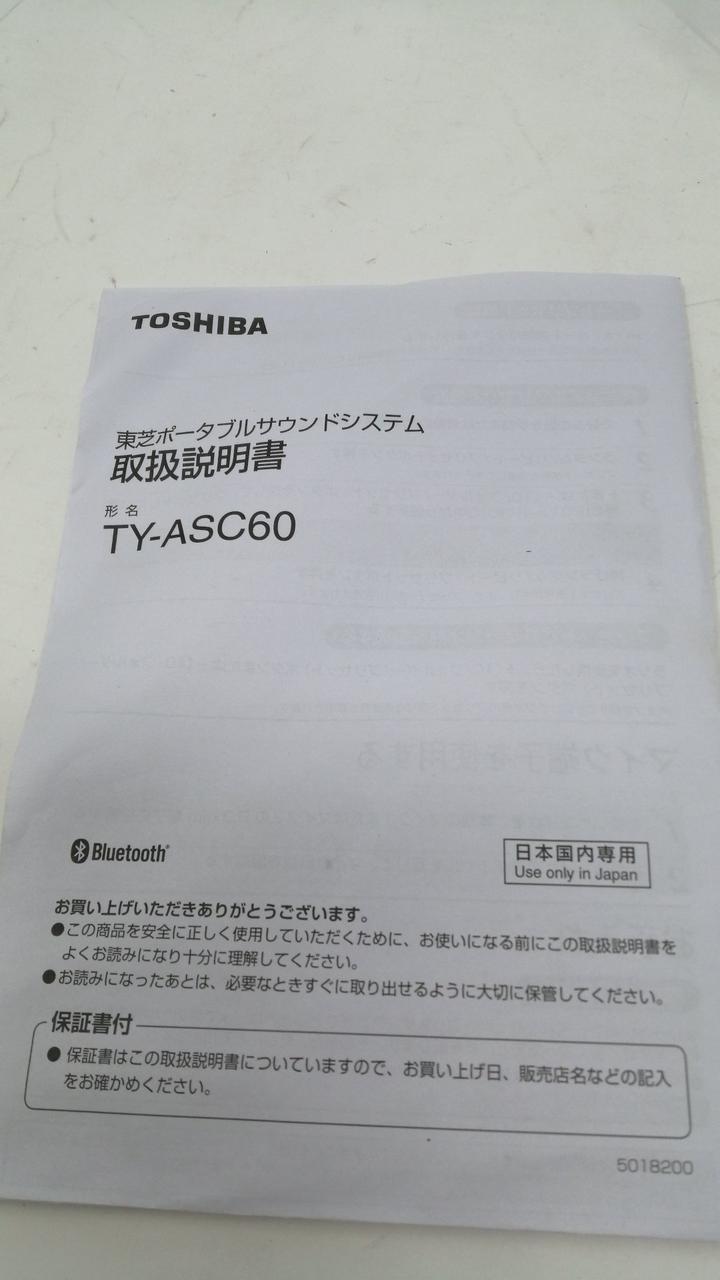 TOSHIBA
東芝ポータブルサウンドシステム
取扱説明書
形名
TY-ASC60
マイク端子を使用する
Bluetooth®
日本国内専用
Use only in Japan
お買い上げいただきありがとうございます。
●この商品を安全に正しく使用していただくために、お使いになる前にこの取扱説明書を
よくお読みになり十分に理解してください。
●お読みになったあとは、必要なときすぐに取り出せるように大切に保管してください。
保証書付
● 保証書はこの取扱説明書についていますので、お買い上げ日、販売店名などの記入
をお確かめください。
5018200